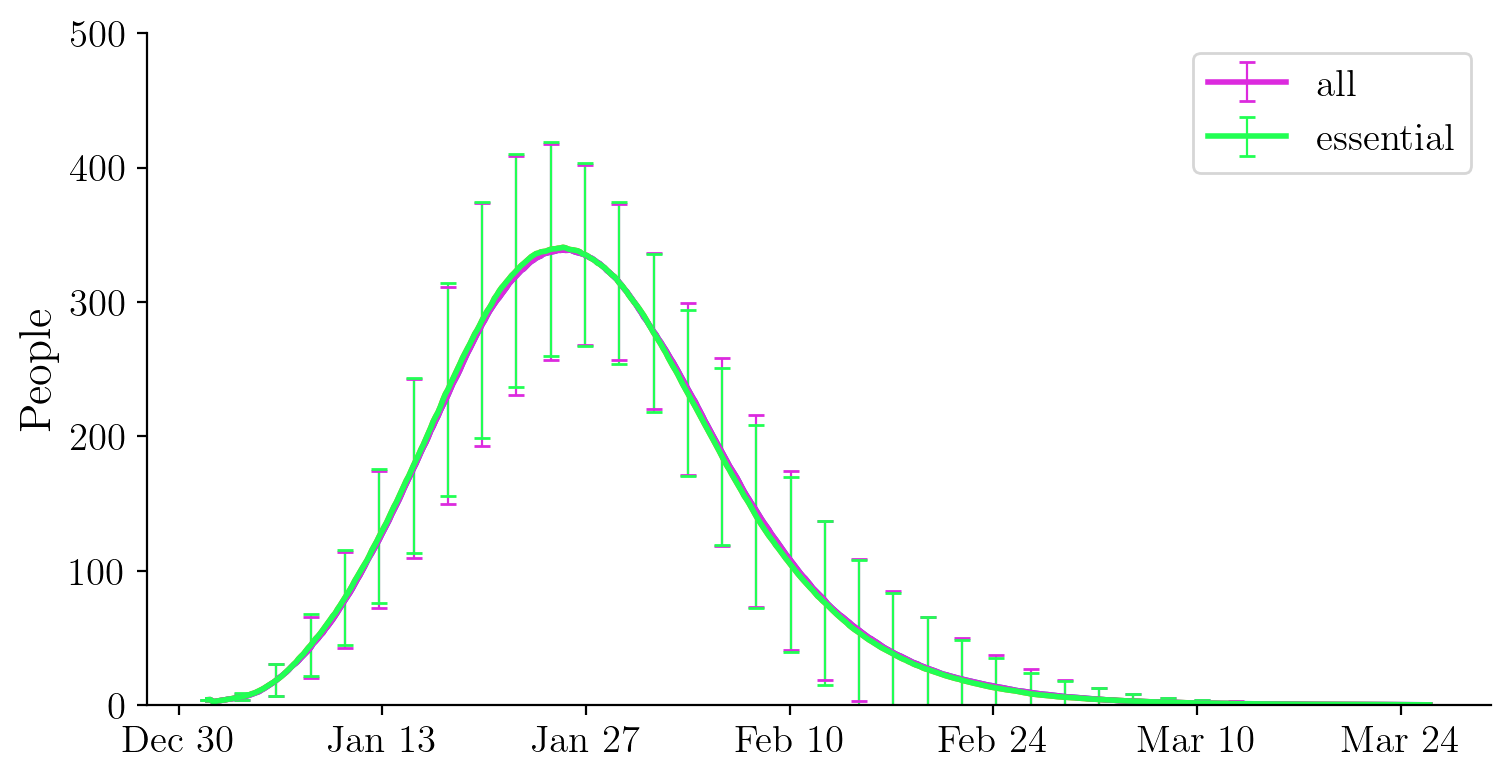 500
400
300
200
100
0
People
Dec 30
Jan 13
Jan 27
Feb 10
Feb 24
Mar 10
Mar 24
all
essential